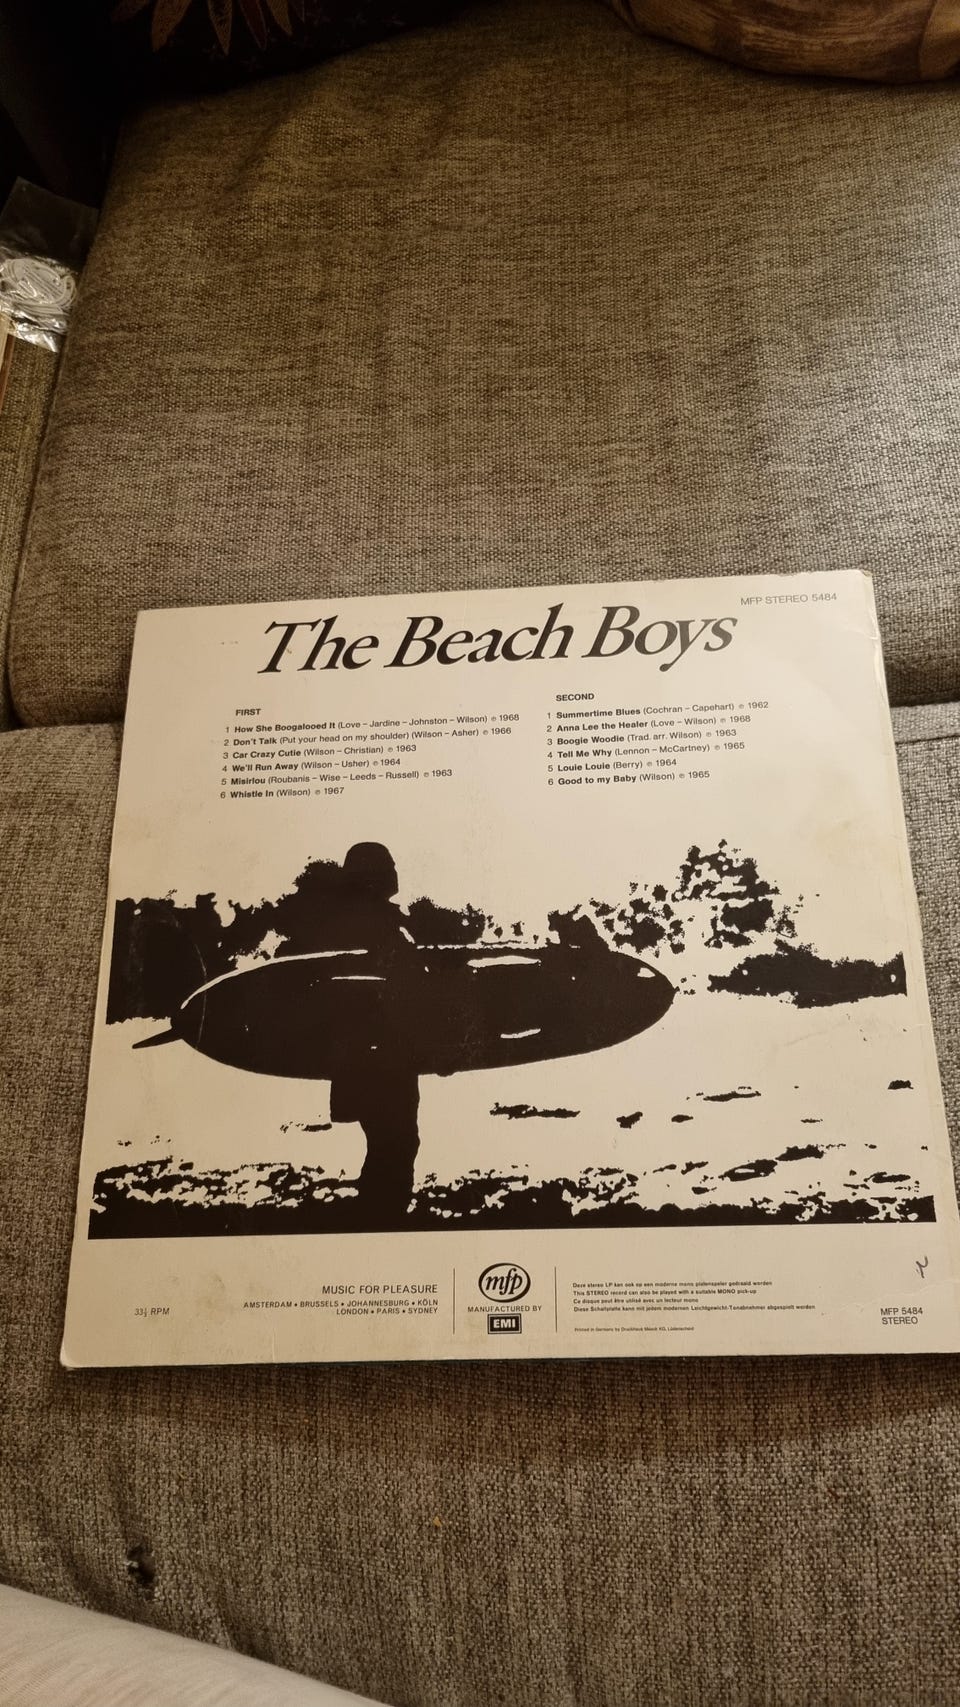 MFP STEREO 5484
The Beach Boys
FIRST
1 How She Boogalooed It (Love – Jardine – Johnston – Wilson) ℗ 1968
2 Don't Talk (Put your head on my shoulder) (Wilson – Asher) ℗ 1966
3 Car Crazy Cutie (Wilson – Christian) ℗ 1963
4 We'll Run Away (Wilson – Usher) ℗ 1964
5 Misirlou (Roubanis – Wise – Leeds – Russell) ℗ 1963
6 Whistle In (Wilson) ℗ 1967
SECOND
1 Summertime Blues (Cochran – Capehart) ℗ 1962
2 Anna Lee the Healer (Love – Wilson) ℗ 1968
3 Boogie Woodie (Trad. arr. Wilson) ℗ 1963
4 Tell Me Why (Lennon – McCartney) ℗ 1965
5 Louie Louie (Berry) ℗ 1964
6 Good to my Baby (Wilson) ℗ 1965
33⅓ RPM
MUSIC FOR PLEASURE
AMSTERDAM • BRUSSELS • JOHANNESBURG • KÖLN
LONDON • PARIS • SYDNEY
mfp
MANUFACTURED BY
EMI
Deze stereo LP kan ook op een moderne mono platenspeler gedraaid worden
This STEREO record can also be played with a suitable MONO pick-up
Ce disque peut être utilisé avec un lecteur mono
Diese Schallplatte kann mit jedem modernen Leichtgewicht-Tonabnehmer abgespielt werden
Printed in Germany by Druckhaus Maack KG, Lüdenscheid
MFP 5484
STEREO